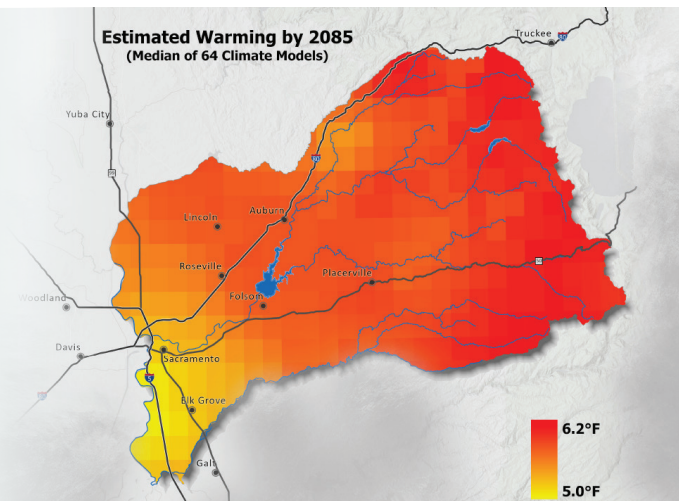 Estimated Warming by 2085
(Median of 64 Climate Models)
Truckee
80
Yuba City
80
Lincoln
Auburn
Roseville
Placerville
50
Folsom
Woodland
Davis
Sacramento
5
Elk Grove
Galt
6.2°F
5.0°F